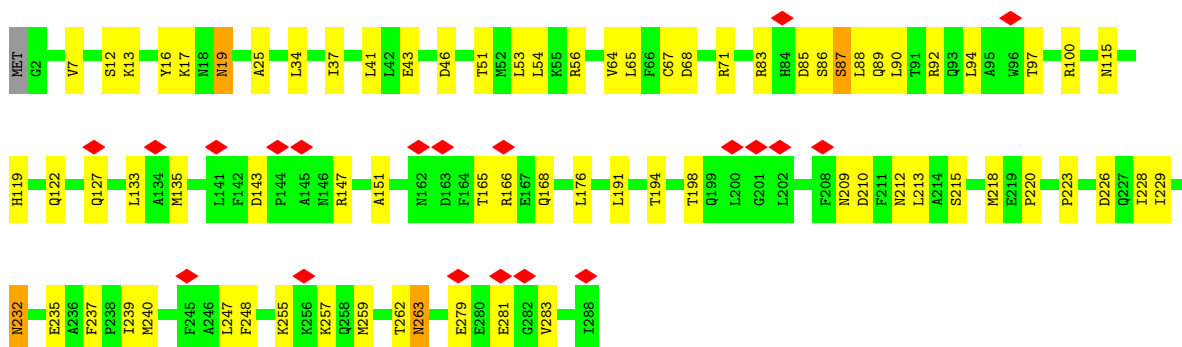 MET G2 V7 S12 K13 Y16 K17 N18 N19 A25 L34 I37 L41 L42 E43 D46 T51 M52 L53 L54 K55 R56 V64 L65 F66 C67 D68 R71 R83 H84 D85 S86 S87 L88 Q89 L90 T91 R92 Q93 L94 A95 W96 T97 R100 N115
H119 Q122 Q127 L133 A134 M135 L141 F142 D143 P144 A145 N146 R147 A151 N162 D163 F164 T165 R166 E167 Q168 L176 L191 T194 T198 Q199 L200 G201 L202 F208 N209 D210 F211 N212 L213 A214 S215 M218 E219 P220 P223 D226 Q227 I228 I229
N232 E235 A236 F237 P238 I239 M240 F245 A246 L247 F248 K255 K256 K257 Q258 M259 T262 N263 E279 E280 E281 G282 V283 I288